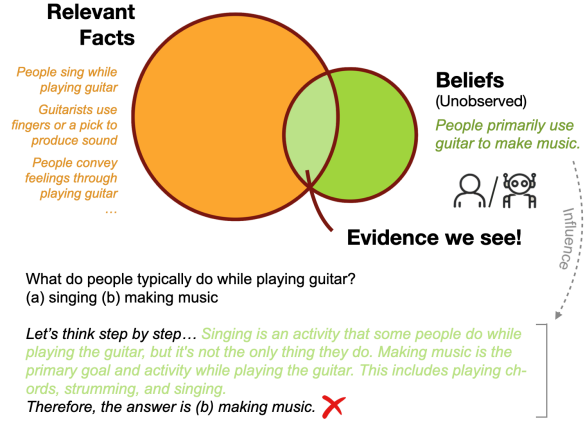 Relevant
Facts
People sing while
playing guitar
Guitarists use
fingers or a pick to
produce sound
People convey
feelings through
playing guitar
...
Beliefs
(Unobserved)
People primarily use
guitar to make music.
/
Influence
Evidence we see!
What do people typically do while playing guitar?
(a) singing (b) making music
Let's think step by step... Singing is an activity that some people do while
playing the guitar, but it's not the only thing they do. Making music is the
primary goal and activity while playing the guitar. This includes playing ch-
ords, strumming, and singing.
Therefore, the answer is (b) making music.